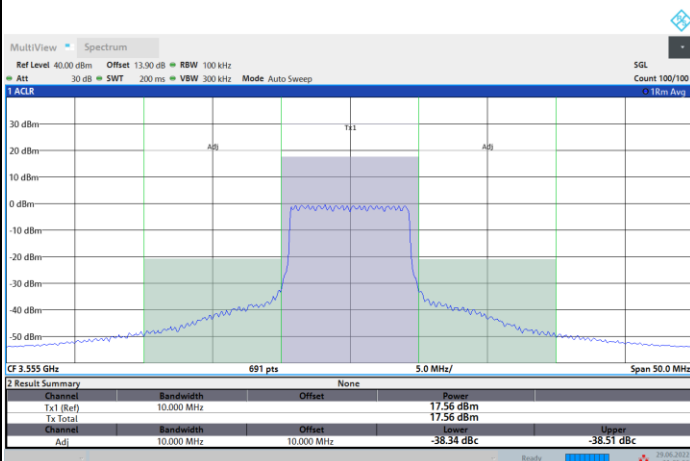 MultiView Spectrum
Ref Level 40.00 dBm Offset 13.90 dB RBW 100 kHz SGL
Att 30 dB SWT 200 ms VBW 300 kHz Mode Auto Sweep Count 100/100
1 ACLR 1Rm Avg
Tx1
30 dBm
Adj Adj
20 dBm
10 dBm
0 dBm
-10 dBm
-20 dBm
-30 dBm
-40 dBm
-50 dBm
CF 3.555 GHz 691 pts 5.0 MHz/ Span 50.0 MHz
2 Result Summary None
Channel Bandwidth Offset Power
Tx1 (Ref) 10.000 MHz 17.56 dBm
Tx Total 17.56 dBm
Channel Bandwidth Offset Lower Upper
Adj 10.000 MHz 10.000 MHz -38.34 dBc -38.51 dBc
Ready 29.06.2022